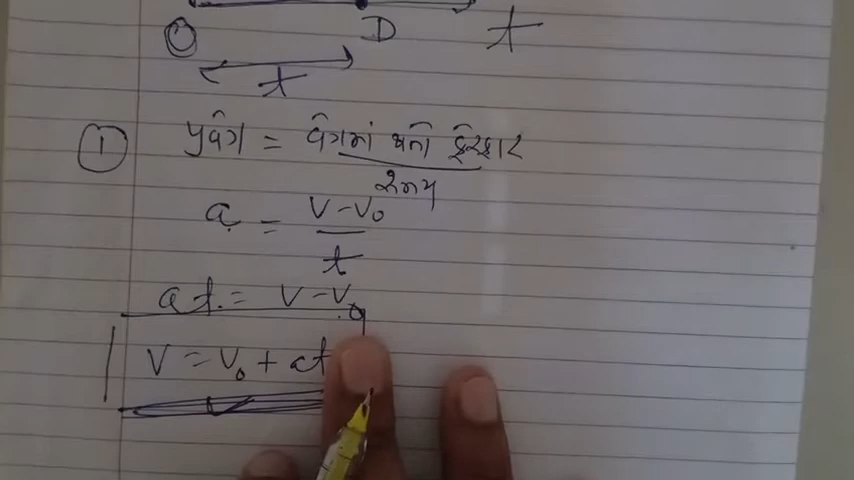 O D t
t
1 પ્રવેગ = વેગમાં થતો ફેરફાર
સમય
a = V - V₀
t
at = V - V₀
V = V₀ + at